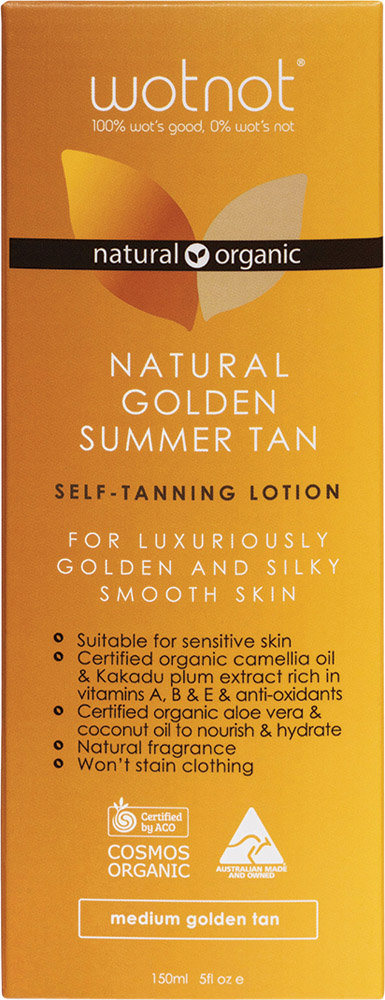 wotnot®
100% wot's good, 0% wot's not
natural organic
NATURAL
GOLDEN
SUMMER TAN
SELF-TANNING LOTION
FOR LUXURIOUSLY
GOLDEN AND SILKY
SMOOTH SKIN
Suitable for sensitive skin
Certified organic camellia oil
& Kakadu plum extract rich in
vitamins A, B & E & anti-oxidants
Certified organic aloe vera &
coconut oil to nourish & hydrate
Natural fragrance
Won't stain clothing
Certified
by ACO
COSMOS
ORGANIC
AUSTRALIAN MADE
AND OWNED
medium golden tan
150ml 5fl oz e